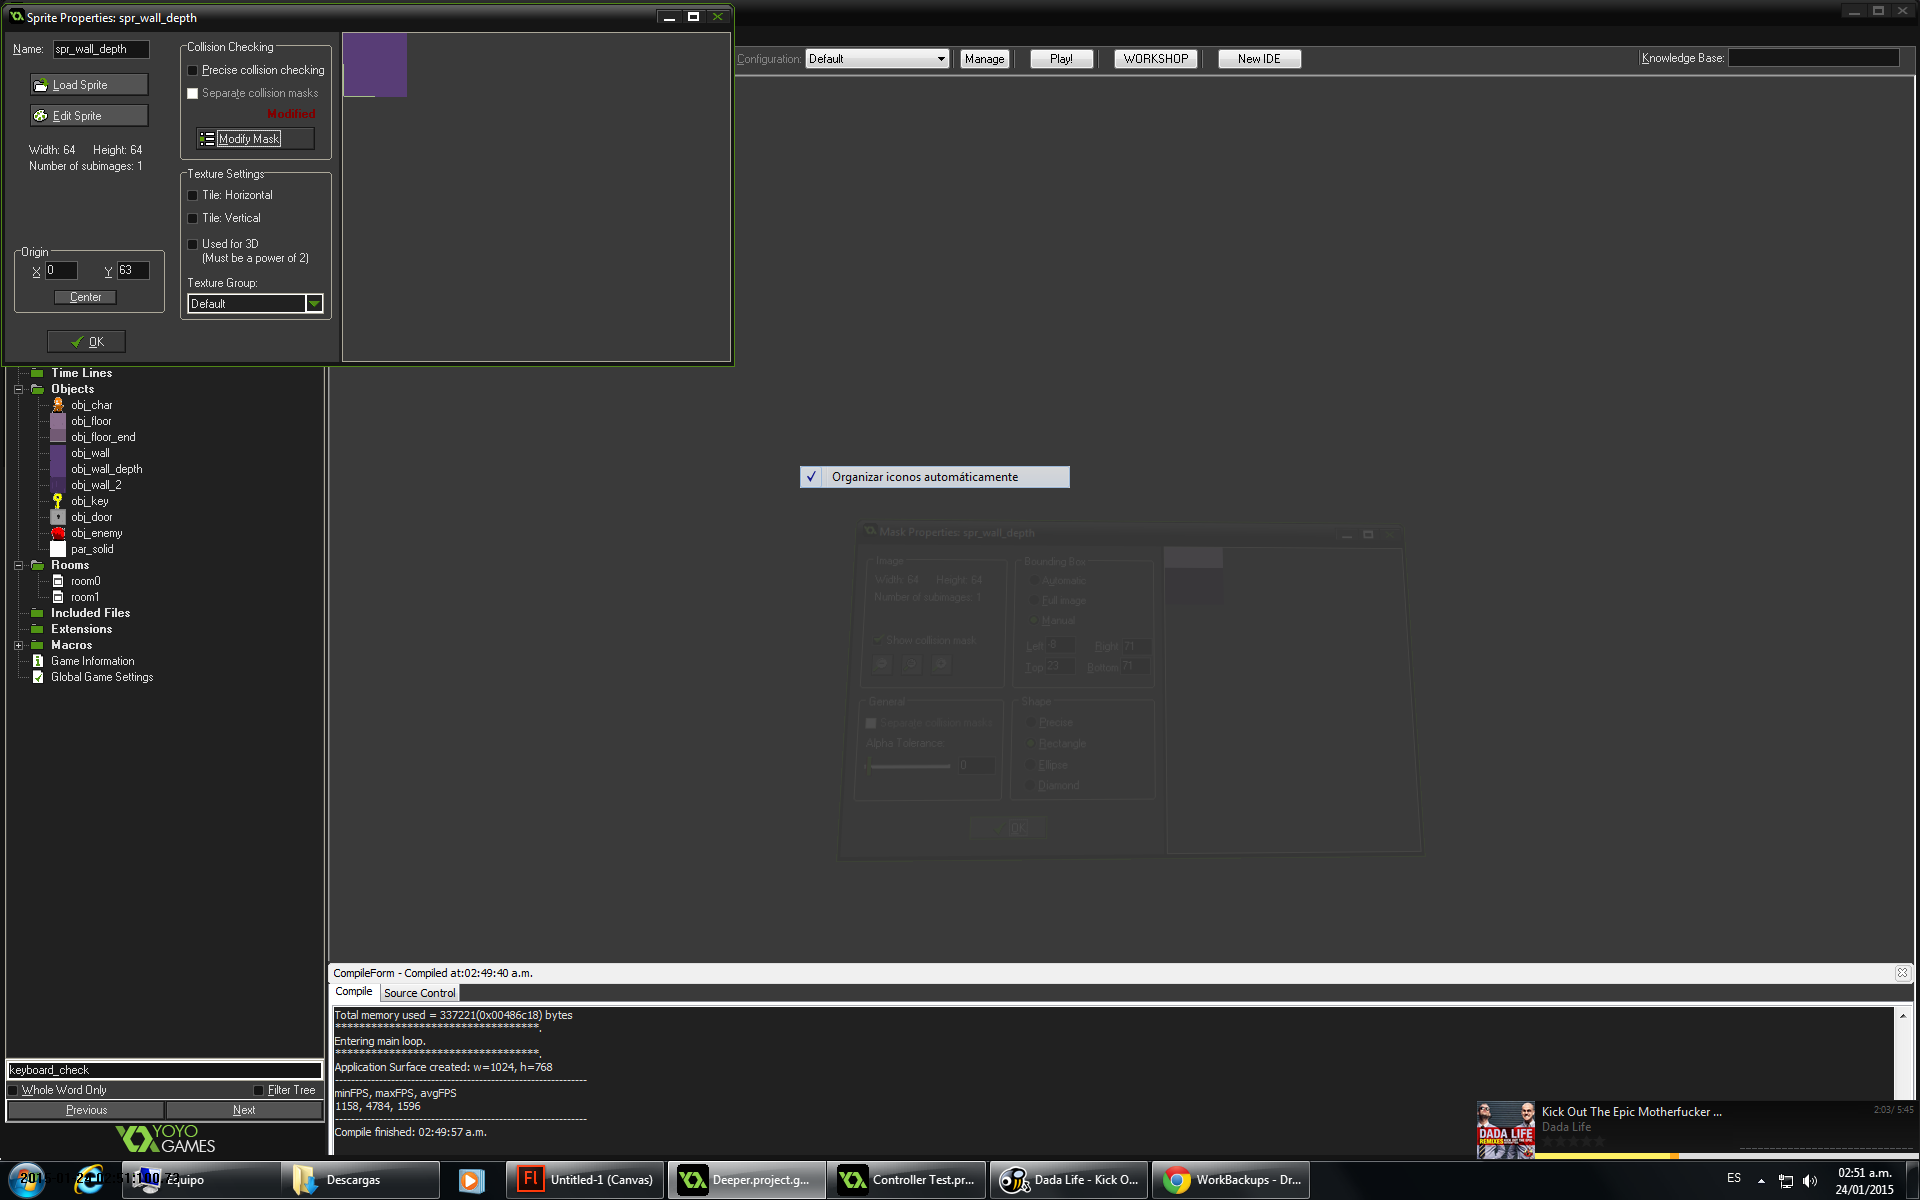 Sprite Properties: spr_wall_depth
Name: spr_wall_depth
Load Sprite
Edit Sprite
Width: 64 Height: 64
Number of subimages: 1
Origin
X 0 Y 63
Center
OK
Collision Checking
Precise collision checking
Separate collision masks
Modified
Modify Mask
Texture Settings
Tile: Horizontal
Tile: Vertical
Used for 3D
(Must be a power of 2)
Texture Group:
Default
Configuration: Default
Manage
Play!
WORKSHOP
New IDE
Knowledge Base:
Time Lines
Objects
obj_char
obj_floor
obj_floor_end
obj_wall
obj_wall_depth
obj_wall_2
obj_key
obj_door
obj_enemy
par_solid
Rooms
room0
room1
Included Files
Extensions
Macros
Game Information
Global Game Settings
Organizar iconos automáticamente
Mask Properties: spr_wall_depth
Image
Width: 64 Height: 64
Number of subimages: 1
Show collision mask
General
Separate collision masks
Alpha Tolerance
0
Bounding Box
Automatic
Full image
Manual
Left -8 Right 71
Top 23 Bottom 71
Shape
Precise
Rectangle
Ellipse
Diamond
OK
keyboard_check
Whole Word Only
Filter Tree
Previous
Next
YOYO
GAMES
CompileForm - Compiled at:02:49:40 a.m.
Compile
Source Control
Total memory used = 337221(0x00486c18) bytes
**********************************.
Entering main loop.
**********************************.
Application Surface created: w=1024, h=768
------------------------------------------------------------
minFPS, maxFPS, avgFPS
1158, 4784, 1596
------------------------------------------------------------
Compile finished: 02:49:57 a.m.
DADA LIFE
Kick Out The Epic Motherfucker ...
Dada Life
2:03/ 5:45
Equipo
Descargas
Untitled-1 (Canvas)
Deeper.project.g...
Controller Test.pr...
Dada Life - Kick O...
WorkBackups - Dr...
ES
02:51 a.m.
24/01/2015